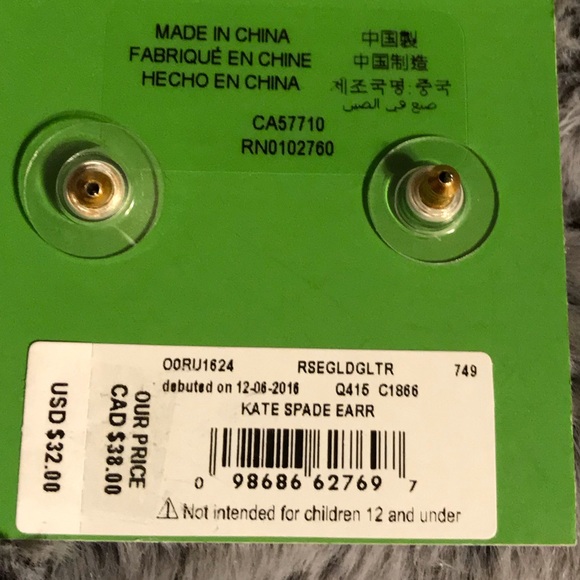 MADE IN CHINA
FABRIQUÉ EN CHINE
HECHO EN CHINA
中国製
中国制造
제조국명:중국
صنع في الصين
CA57710
RN0102760
O0RU1624 RSEGLDGLTR 749
debuted on 12-06-2016 Q415 C1866
KATE SPADE EARR
0 98686 62769 7
⚠ Not intended for children 12 and under
OUR PRICE
CAD $38.00
USD $32.00